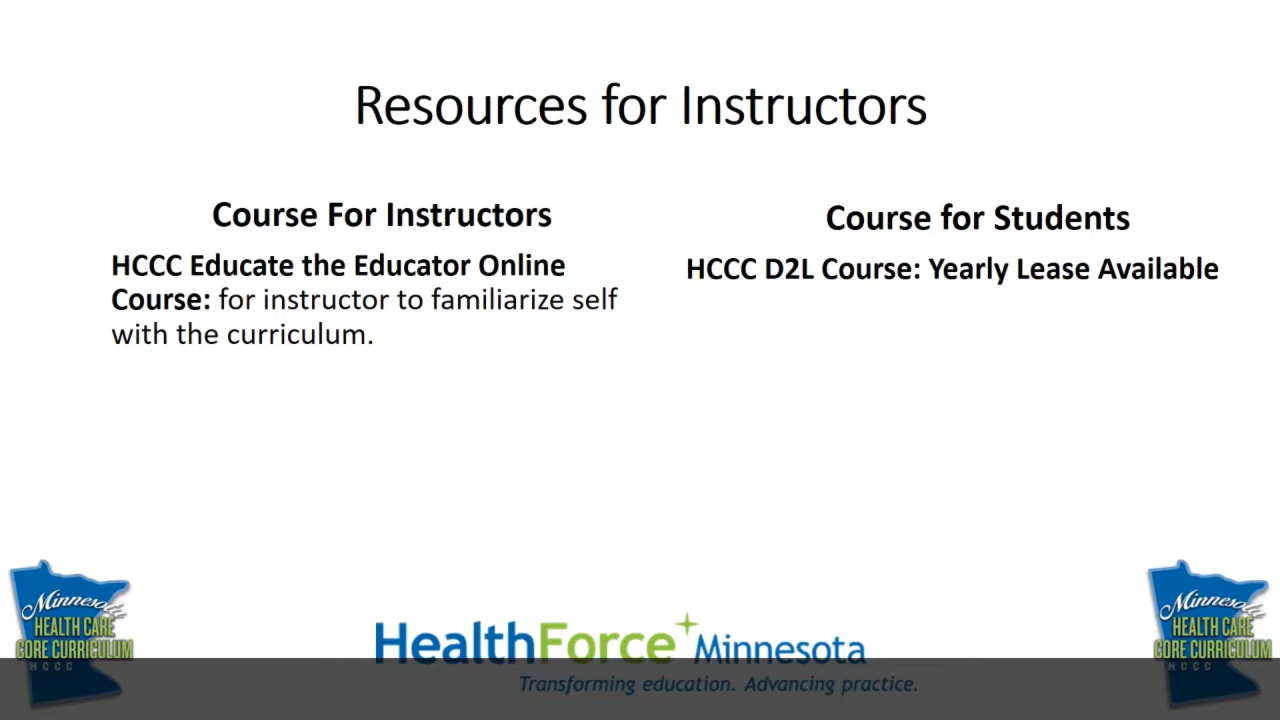 Resources for Instructors
Course For Instructors
HCCC Educate the Educator Online
Course: for instructor to familiarize self
with the curriculum.
Course for Students
HCCC D2L Course: Yearly Lease Available
Minnesota
HEALTH CARE
CORE CURRICULUM
HCCC
HealthForce Minnesota
Transforming education. Advancing practice.
Minnesota
HEALTH CARE
CORE CURRICULUM
HCCC